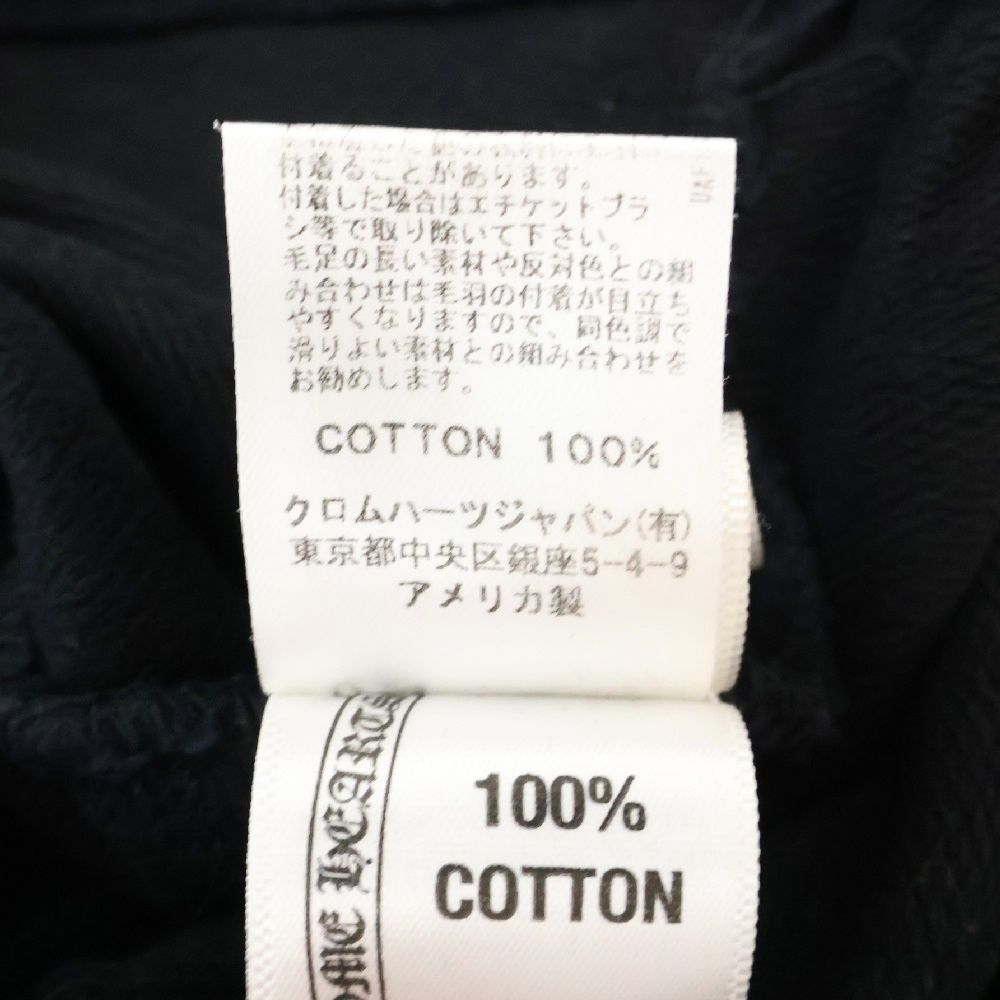 付着ることがあります。
付着した場合はエチケットブラ
シ等で取り除いて下さい。
毛足の長い素材や反対色との組
み合わせは毛羽の付着が目立ち
やすくなりますので、同色調で
滑りよい素材との組み合わせを
お勧めします。
COTTON 100%
クロムハーツジャパン(有)
東京都中央区銀座5-4-9
アメリカ製
OME HEARTS
100%
COTTON